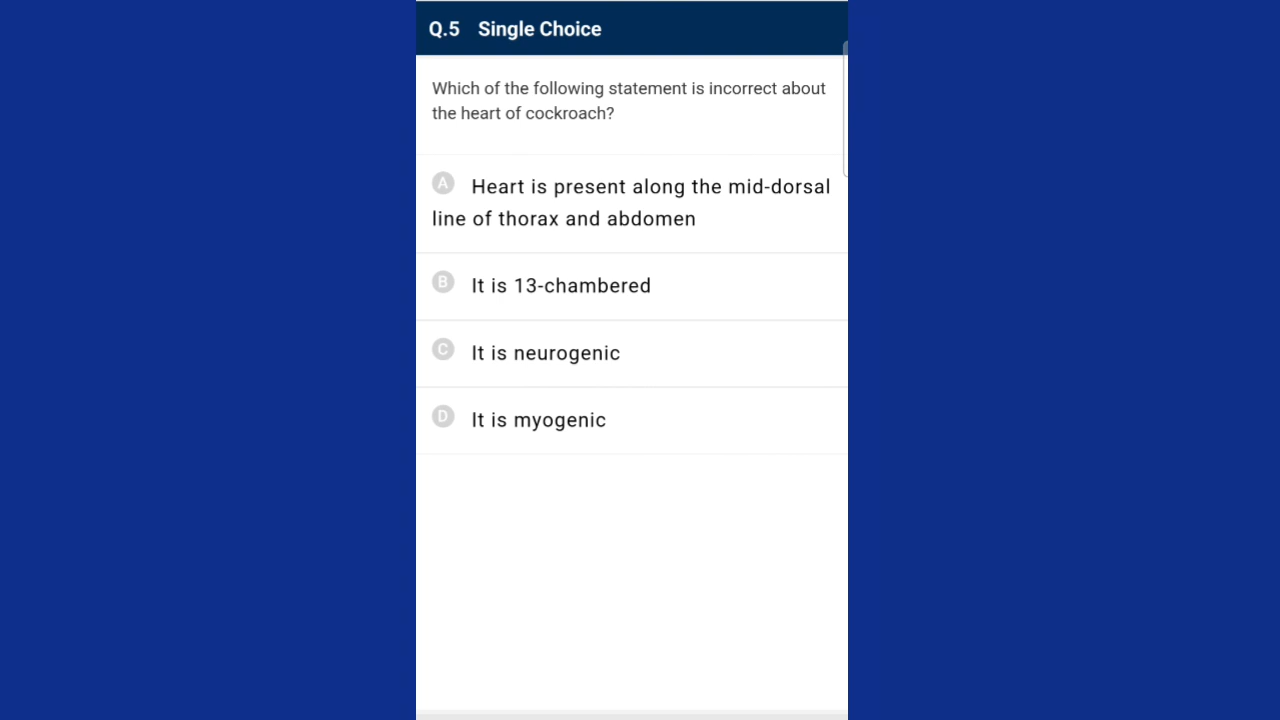 Q.5 Single Choice
Which of the following statement is incorrect about
the heart of cockroach?
A Heart is present along the mid-dorsal
line of thorax and abdomen
B It is 13-chambered
C It is neurogenic
D It is myogenic